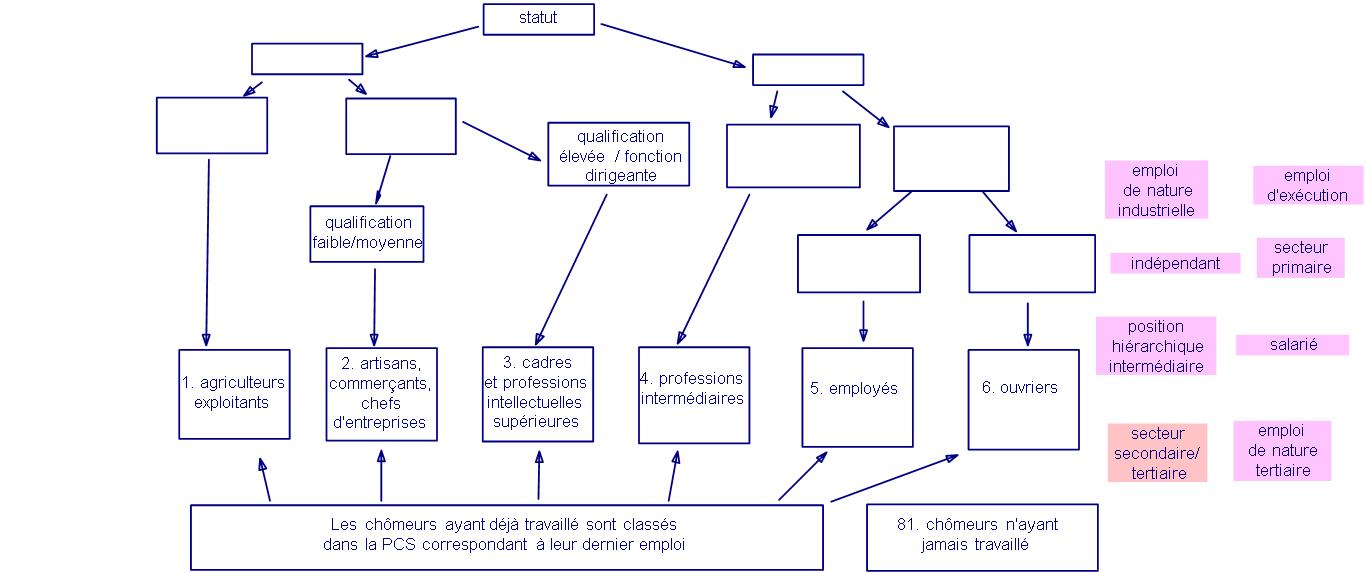 statut
qualification
élevée / fonction
dirigeante
qualification
faible/moyenne
1. agriculteurs
exploitants
2. artisans,
commerçants,
chefs
d'entreprises
3. cadres
et professions
intellectuelles
supérieures
4. professions
intermédiaires
5. employés
6. ouvriers
Les chômeurs ayant déjà travaillé sont classés
dans la PCS correspondant à leur dernier emploi
81. chômeurs n'ayant
jamais travaillé
emploi
de nature
industrielle
emploi
d'exécution
indépendant
secteur
primaire
position
hiérarchique
intermédiaire
salarié
secteur
secondaire/
tertiaire
emploi
de nature
tertiaire